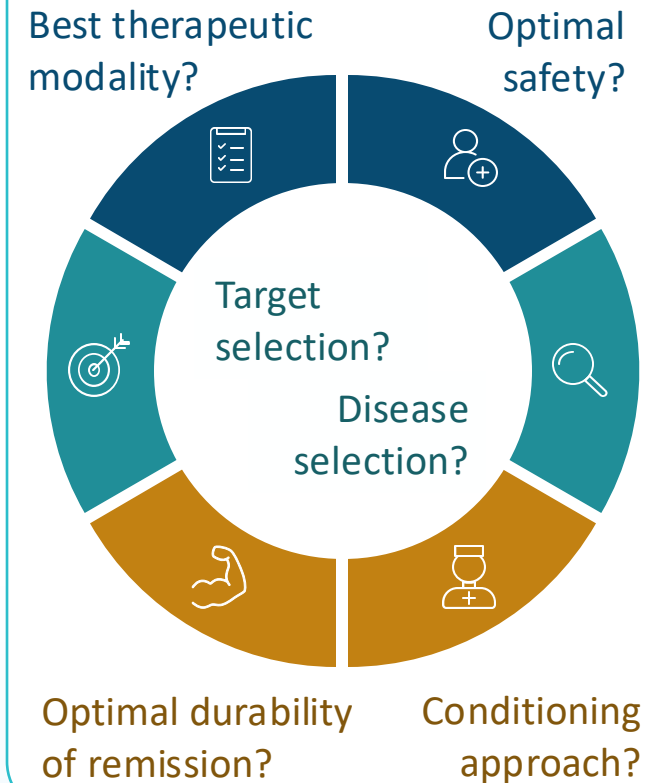 Best therapeutic
modality?
Optimal
safety?
Target
selection?
Disease
selection?
Optimal durability
of remission?
Conditioning
approach?